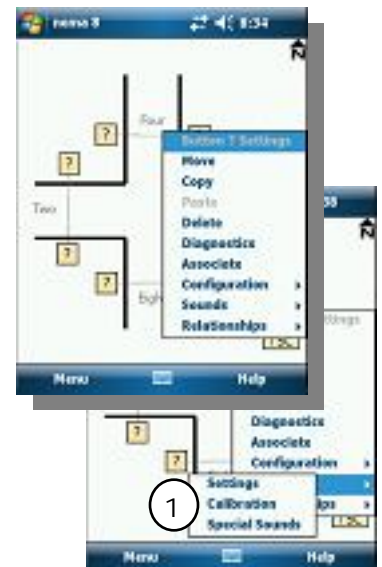 nema 8 8:34
N
?
Four
?
?
Button 7 Settings
Move
Copy
Paste
Delete
Diagnostics
Associate
Configuration
Sounds
Relationships
Two
?
?
Menu Help
N
?
?
Diagnostics
Associate
Configuration
Settings
Calibration
Special Sounds
1
Menu Help